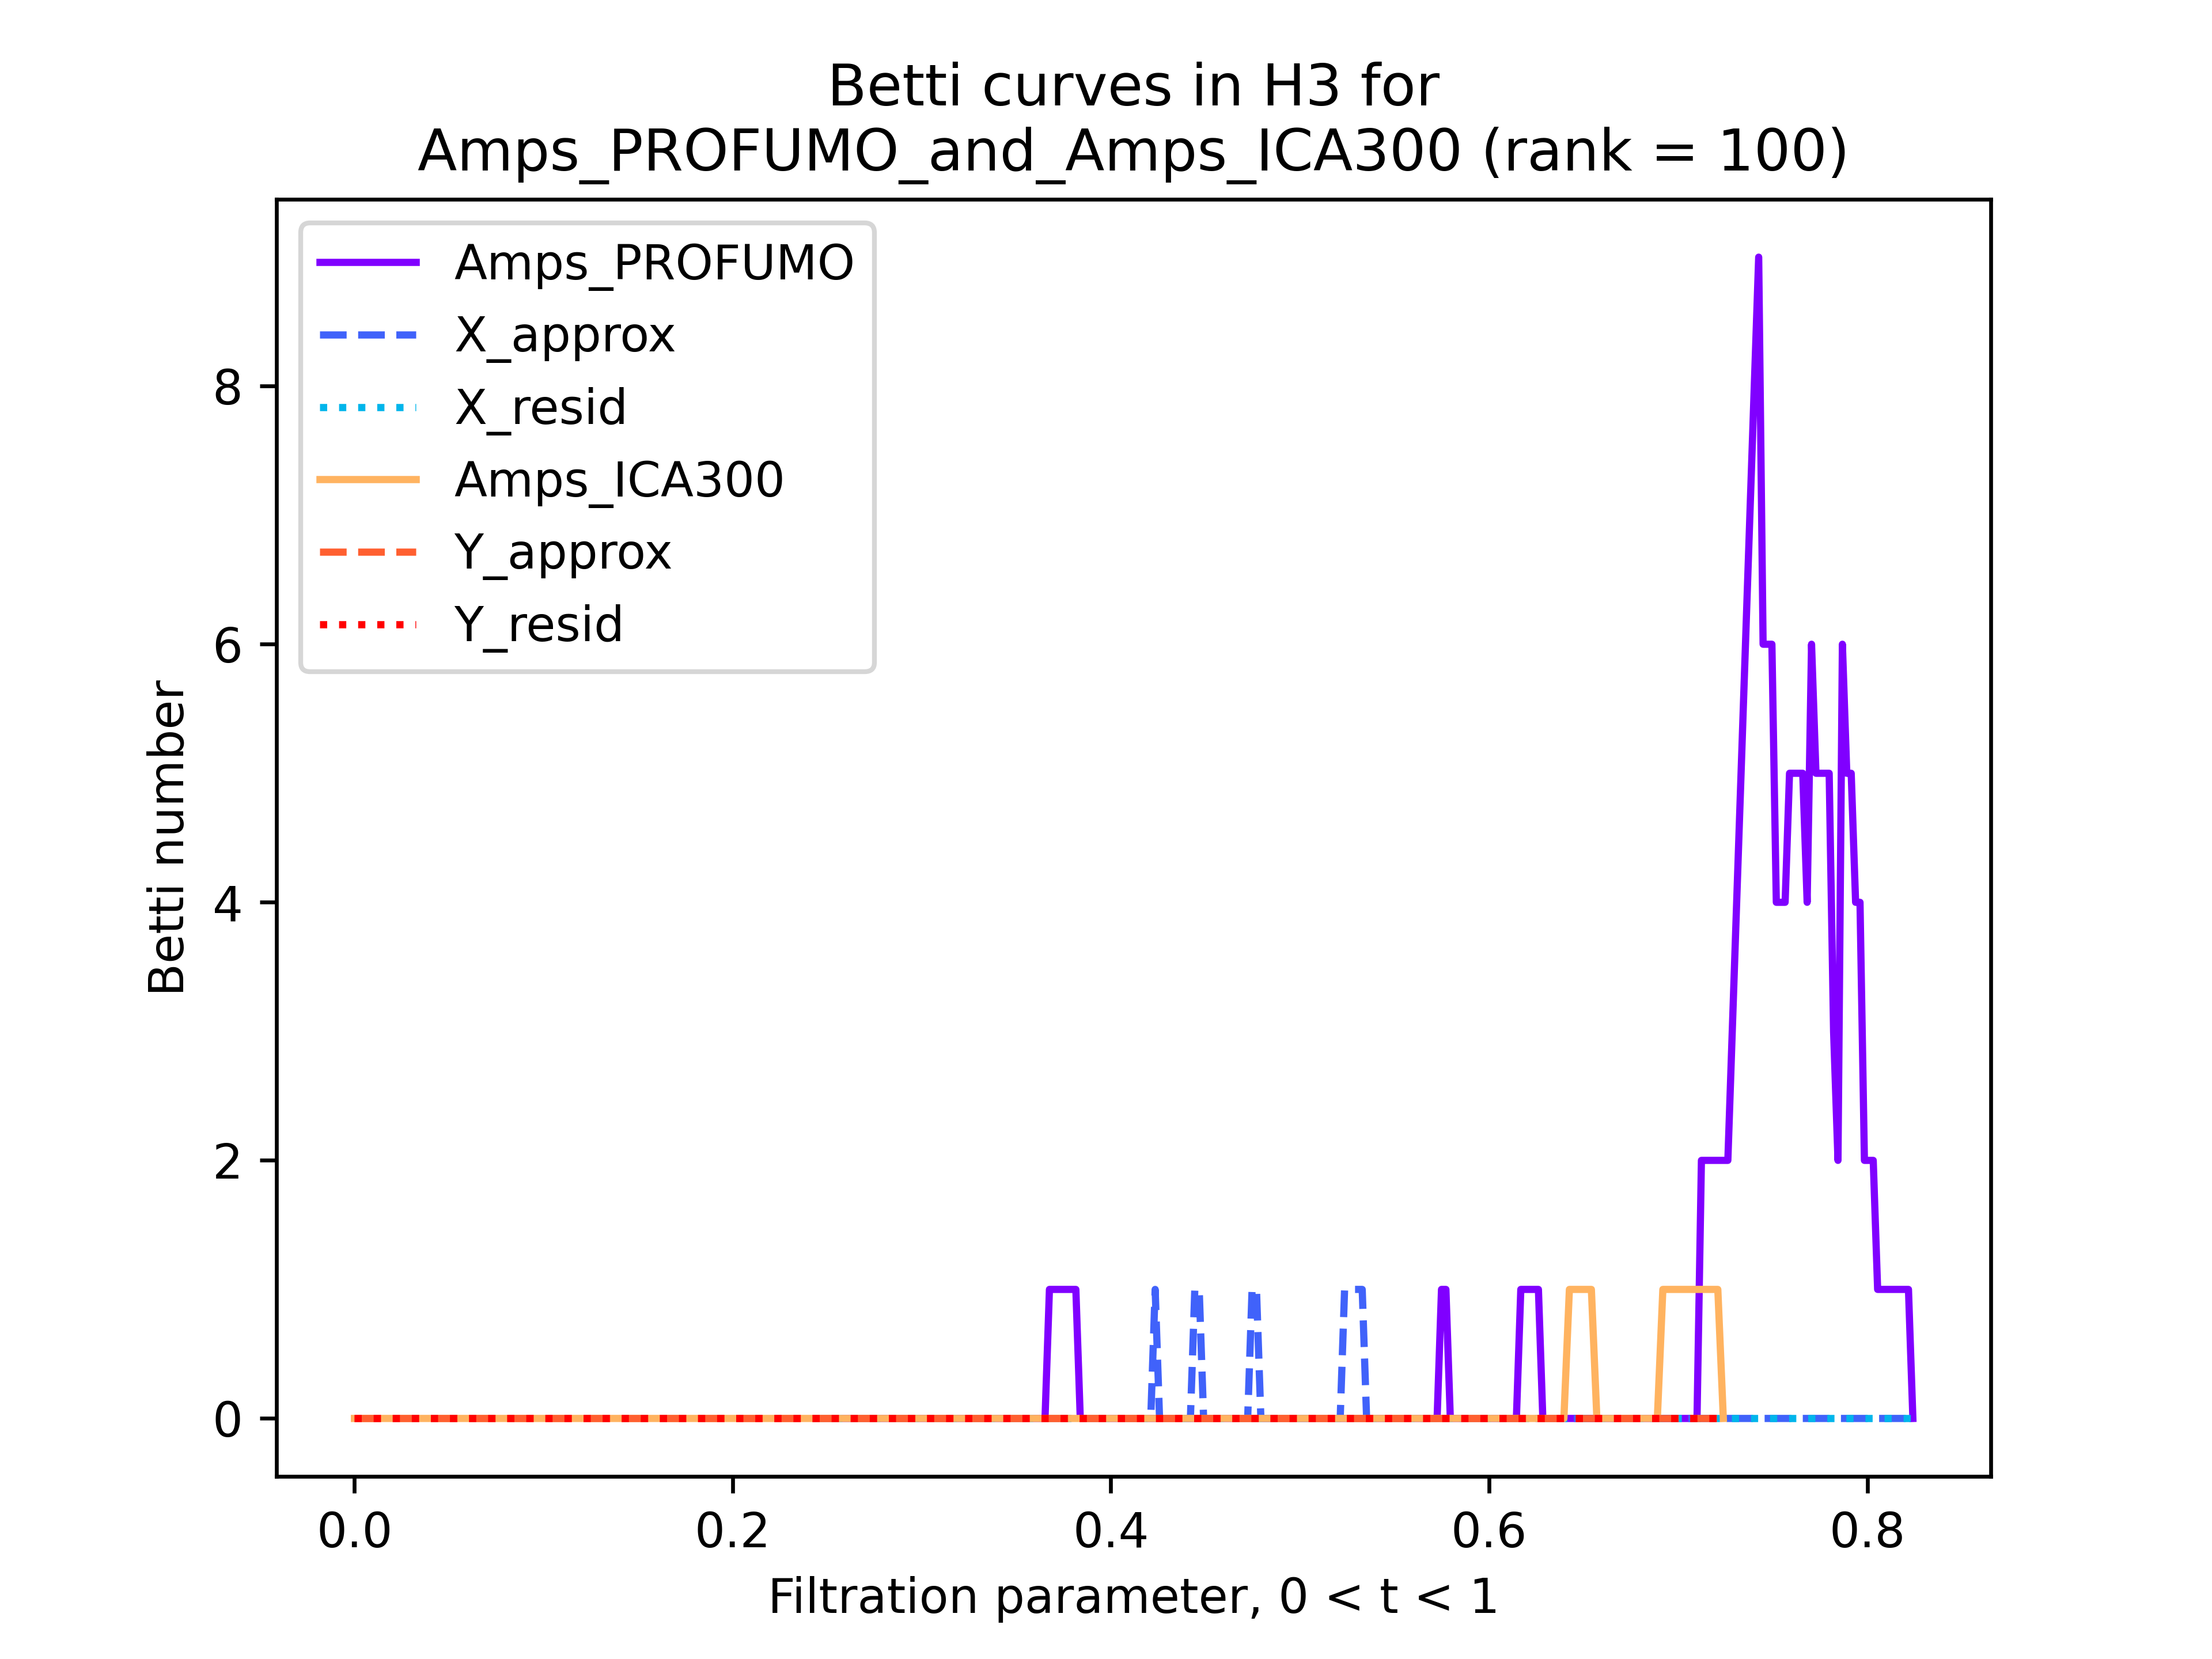 Betti curves in H3 for
Amps_PROFUMO_and_Amps_ICA300 (rank = 100)
Amps_PROFUMO
X_approx
X_resid
Amps_ICA300
Y_approx
Y_resid
Betti number
8
6
4
2
0
0.0 0.2 0.4 0.6 0.8
Filtration parameter, 0 < t < 1